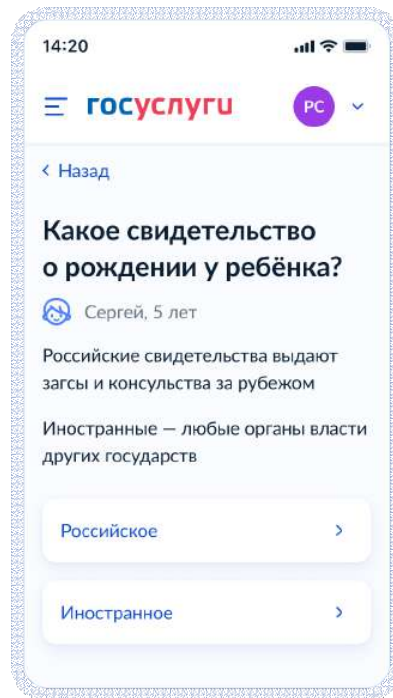 14:20
госуслуги
РС
Назад
Какое свидетельство
о рождении у ребёнка?
Сергей, 5 лет
Российские свидетельства выдают
загсы и консульства за рубежом
Иностранные — любые органы власти
других государств
Российское
Иностранное